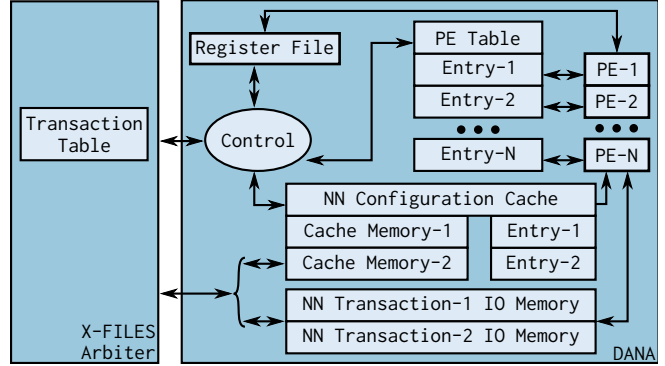 Register File
PE Table
Entry-1
PE-1
Entry-2
PE-2
Transaction
Table
Control
Entry-N
PE-N
NN Configuration Cache
Cache Memory-1
Entry-1
Cache Memory-2
Entry-2
NN Transaction-1 IO Memory
NN Transaction-2 IO Memory
X-FILES
Arbiter
DANA